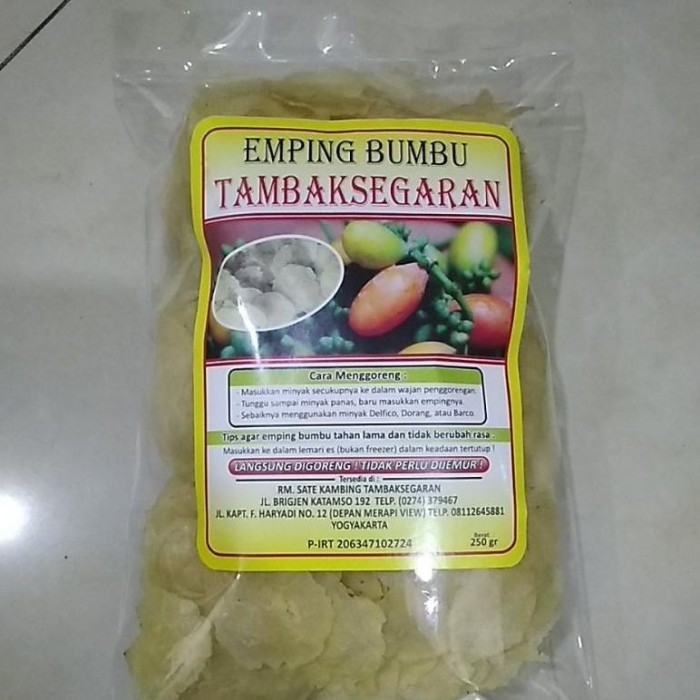 EMPING BUMBU
TAMBAKSEGARAN
Cara Menggoreng :
- Masukkan minyak secukupnya ke dalam wajan penggorengan.
- Tunggu sampai minyak panas, baru masukkan empingnya.
- Sebaiknya menggunakan minyak Delfico, Dorang, atau Barco.
Tips agar emping bumbu tahan lama dan tidak berubah rasa :
Masukkan ke dalam lemari es (bukan freezer) dalam keadaan tertutup !
LANGSUNG DIGORENG ! TIDAK PERLU DIJEMUR !
Tersedia di :
RM. SATE KAMBING TAMBAKSEGARAN
JL. BRIGJEN KATAMSO 192 TELP. (0274) 379467
JL. KAPT. F. HARYADI NO. 12 (DEPAN MERAPI VIEW) TELP. 08112645881
YOGYAKARTA
P-IRT 206347102724
Berat :
250 gr